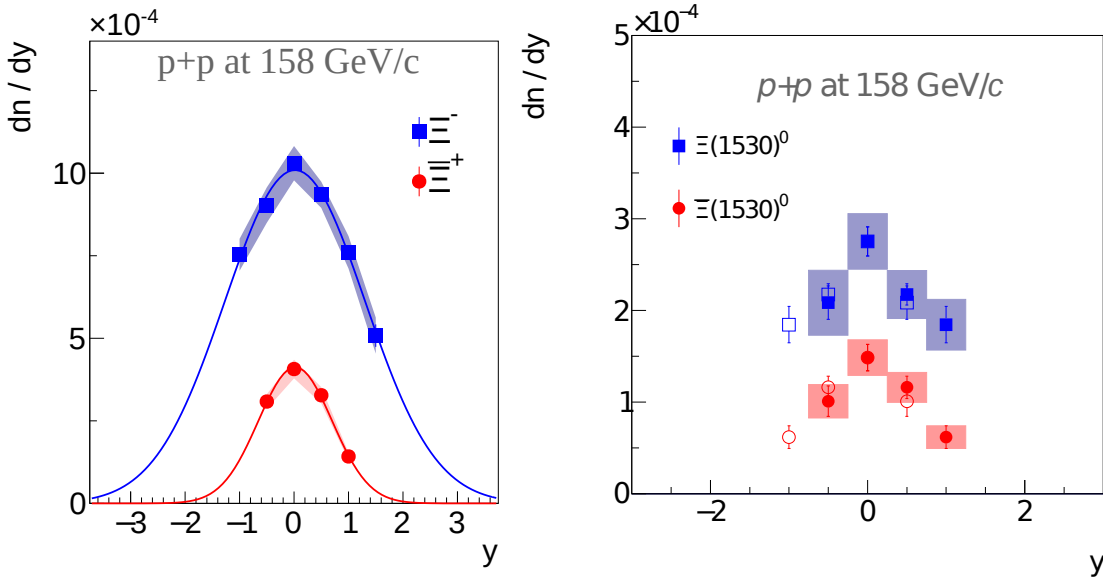 ×10⁻⁴
dn / dy
p+p at 158 GeV/c
Ξ⁻
Ξ̅⁺
10
5
0
−3 −2 −1 0 1 2 3
y
×10⁻⁴
dn / dy
p+p at 158 GeV/c
Ξ(1530)⁰
Ξ̅(1530)⁰
5
4
3
2
1
0
−2 0 2
y